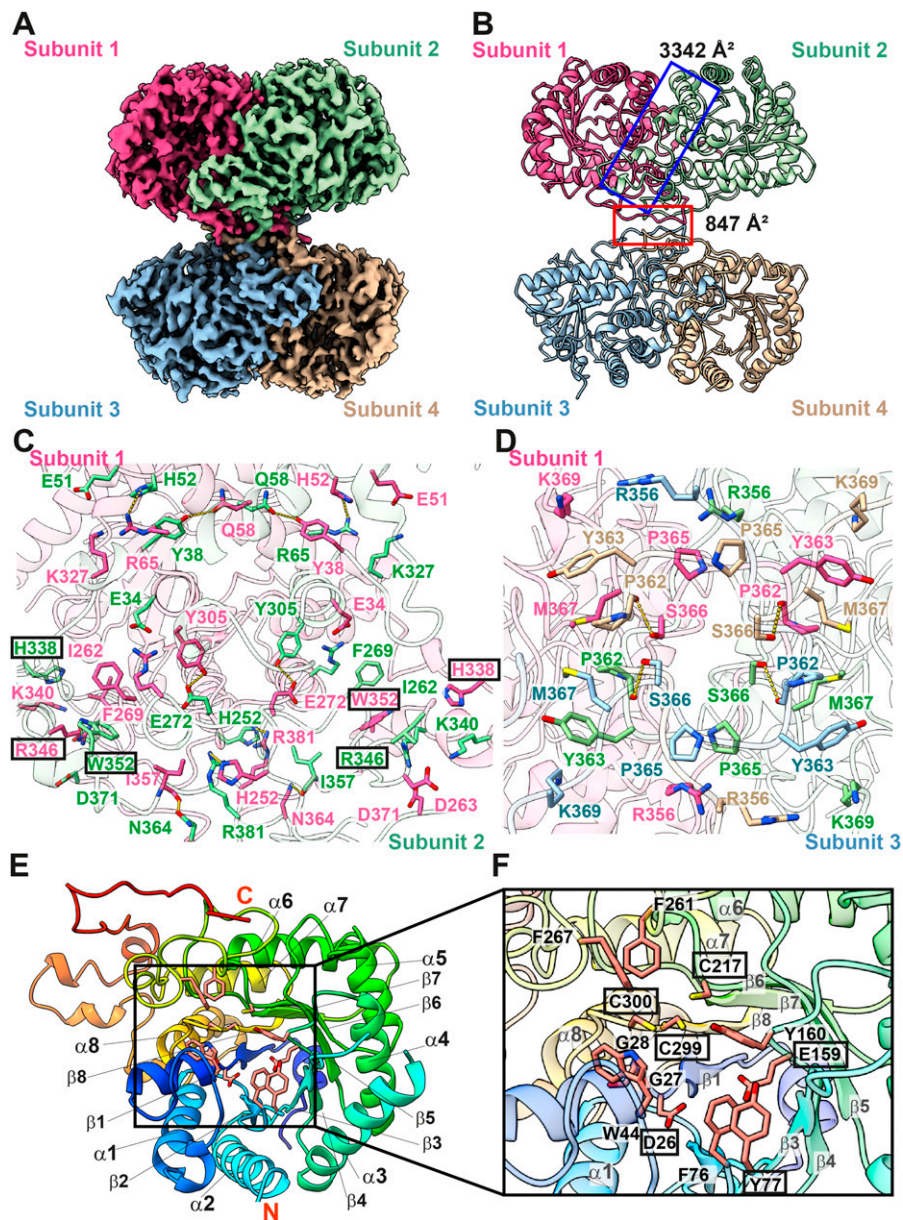 A
Subunit 1
Subunit 2
Subunit 3
Subunit 4
B
Subunit 1
3342 Å²
Subunit 2
847 Å²
Subunit 3
Subunit 4
C
Subunit 1
E51
H52
Q58
H52
E51
Y38
Q58
R65
R65
Y38
K327
K327
E34
Y305
Y305
E34
H338
I262
F269
H338
W352
I262
K340
F269
E272
H252
E272
R381
K340
R346
W352
R346
I357
I357
D371
H252
D371
D263
N364
R381
N364
Subunit 2
D
Subunit 1
K369
R356
R356
K369
Y363
P365
P365
Y363
P362
P362
M367
S366
S366
M367
P362
P362
M367
S366
S366
M367
Y363
P365
P365
Y363
K369
R356
R356
K369
Subunit 3
E
C
α6
α7
α5
β7
β6
α8
α4
β8
β1
β5
α1
β3
β2
α3
α2
N
β4
F
F261
α6
F267
α7
C217
β6
C300
β7
α8
G28
C299
β8
Y160
G27
β1
E159
W44
D26
β5
β3
α1
F76
Y77
β4